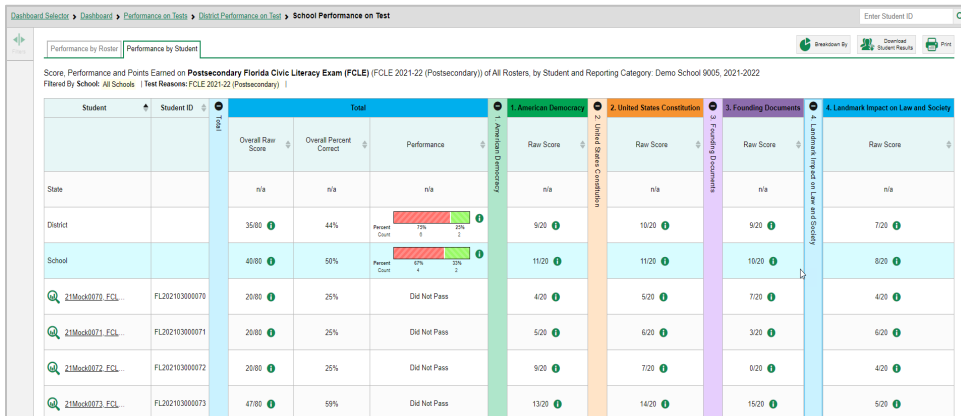 Dashboard Selector > Dashboard > Performance on Tests > District Performance on Test > School Performance on Test
Enter Student ID
Performance by Roster
Performance by Student
Breakdown By
Download Student Results
Print
Score, Performance and Points Earned on Postsecondary Florida Civic Literacy Exam (FCLE) (FCLE 2021-22 (Postsecondary)) of All Rosters, by Student and Reporting Category: Demo School 9005, 2021-2022
Filtered By School: All Schools | Test Reasons: FCLE 2021-22 (Postsecondary) |
Student Student ID Total Total 1. American Democracy 1. American Democracy 2. United States Constitution 2. United States Constitution 3. Founding Documents 3. Founding Documents 4. Landmark Impact on Law and Society 4. Landmark Impact on Law and Society
Overall Raw Score Overall Percent Correct Performance Raw Score Raw Score Raw Score Raw Score
State n/a n/a n/a n/a n/a n/a n/a
District 35/80 44% Percent 75% 25% Count 6 2 9/20 10/20 9/20 7/20
School 40/80 50% Percent 67% 33% Count 4 2 11/20 11/20 10/20 8/20
21Mock0070, FCL... FL202103000070 20/80 25% Did Not Pass 4/20 5/20 7/20 4/20
21Mock0071, FCL... FL202103000071 20/80 25% Did Not Pass 5/20 6/20 3/20 6/20
21Mock0072, FCL... FL202103000072 20/80 25% Did Not Pass 9/20 7/20 0/20 4/20
21Mock0073, FCL... FL202103000073 47/80 59% Did Not Pass 13/20 14/20 15/20 5/20